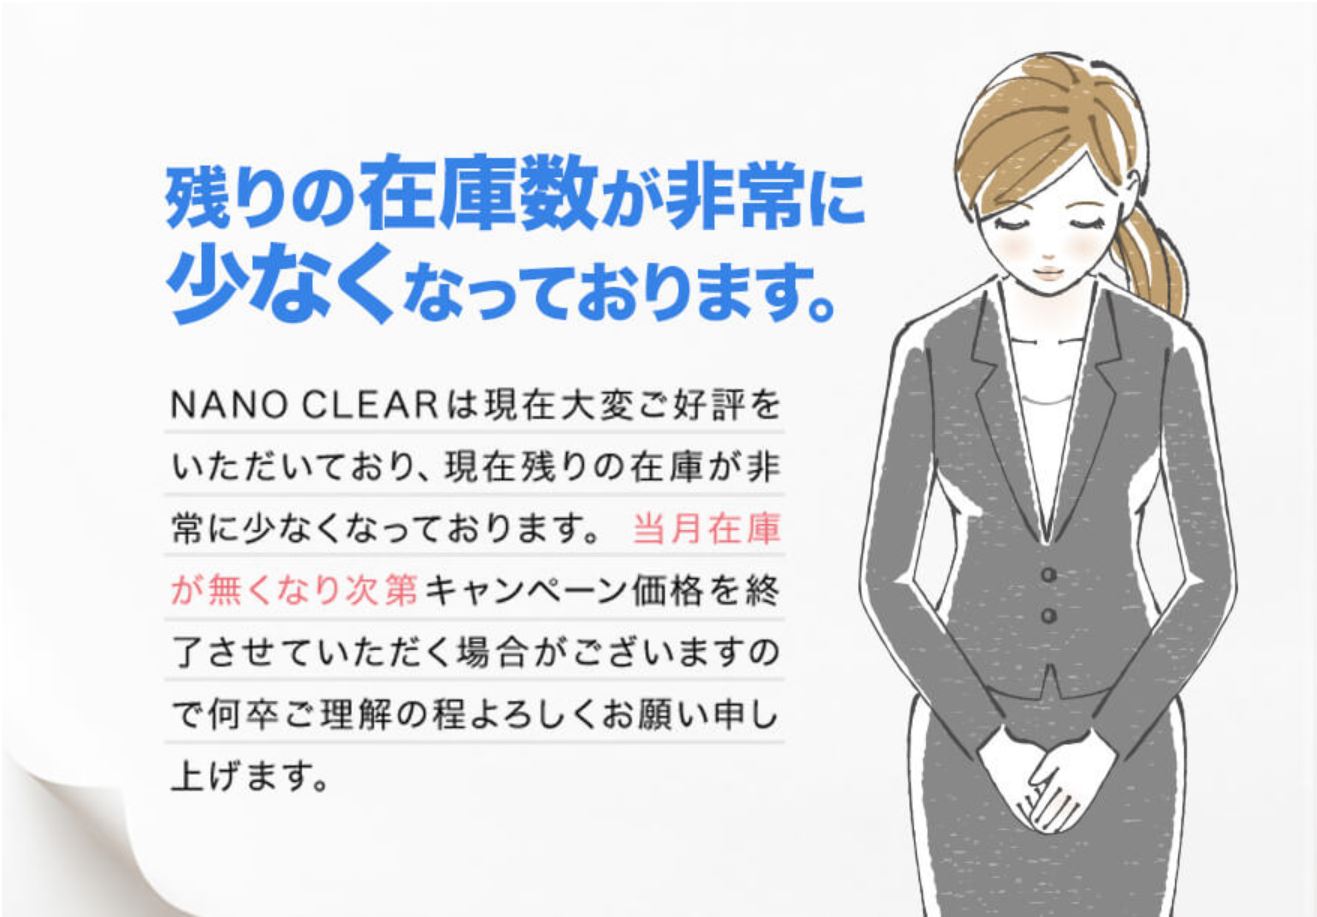 残りの在庫数が非常に
少なくなっております。
NANO CLEARは現在大変ご好評を
いただいており、現在残りの在庫が非
常に少なくなっております。 当月在庫
が無くなり次第キャンペーン価格を終
了させていただく場合がございますの
で何卒ご理解の程よろしくお願い申し
上げます。